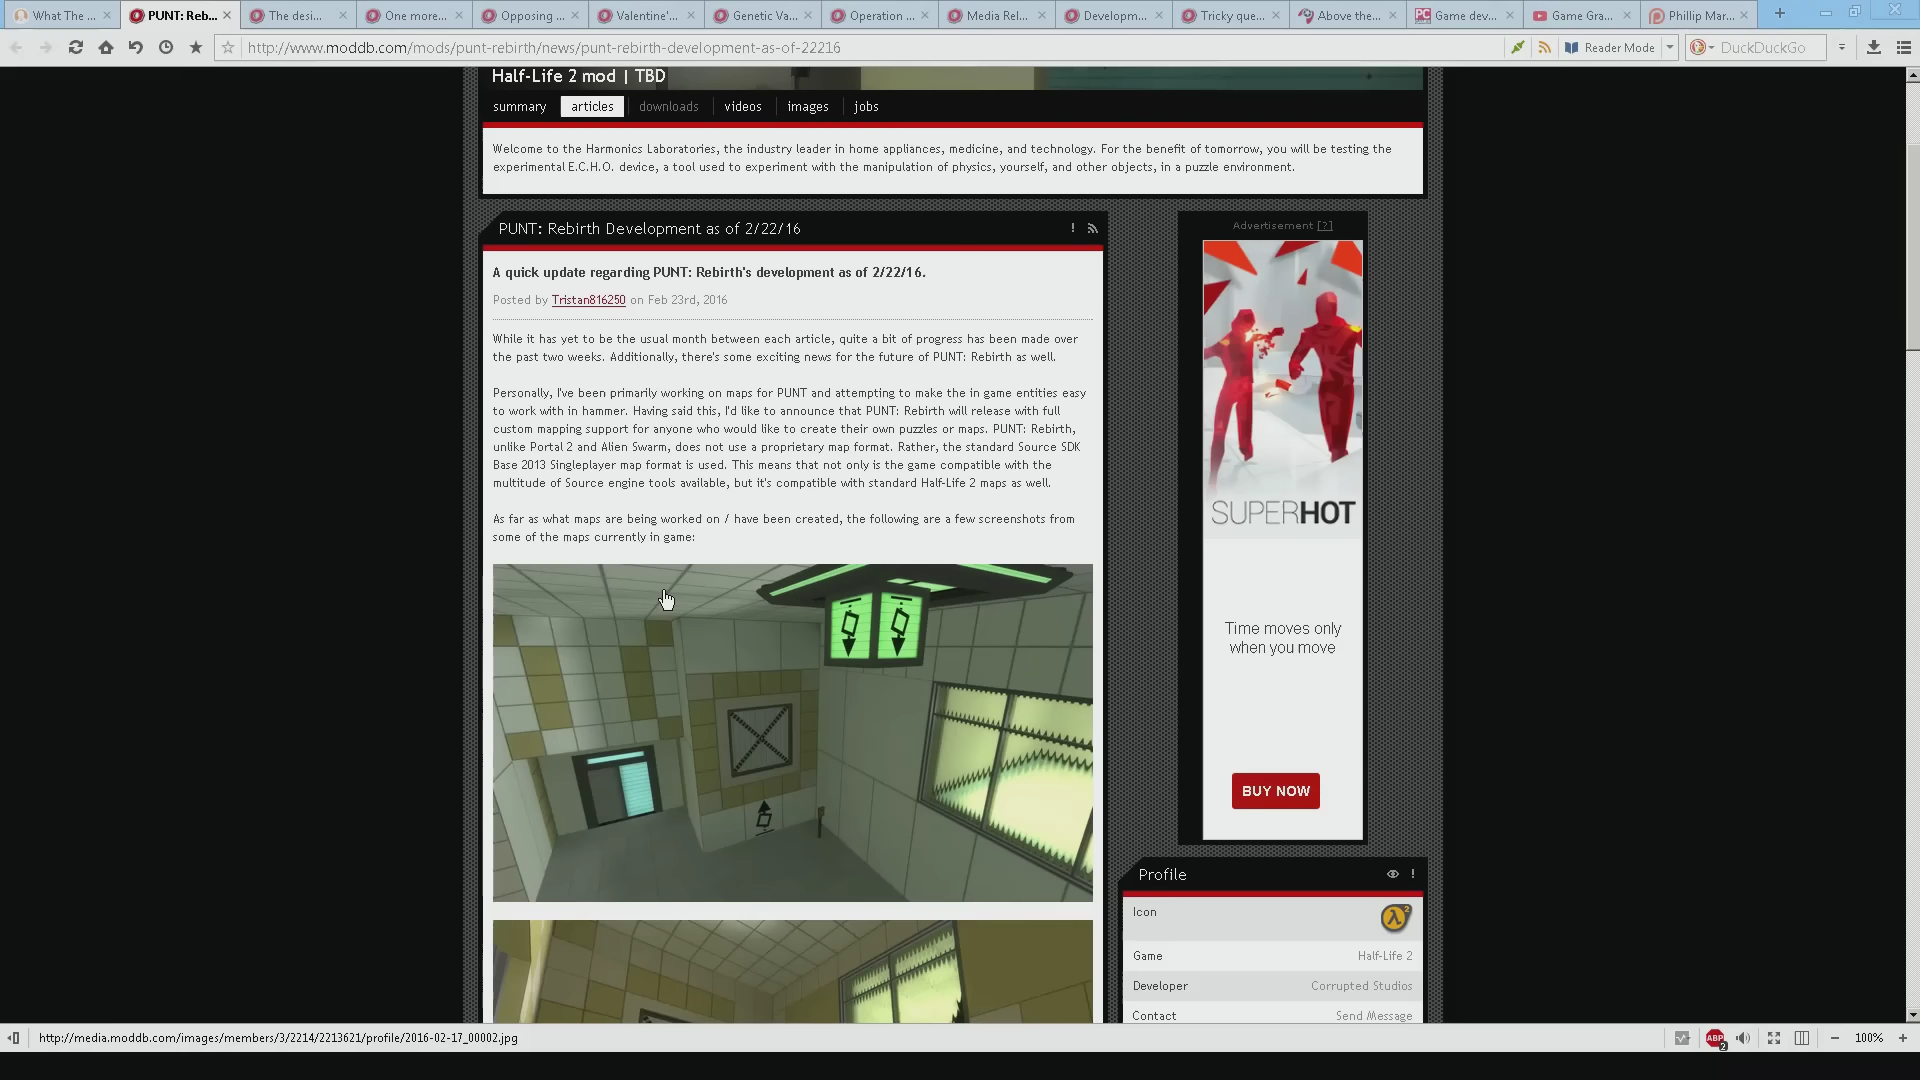 What The ...
PUNT: Reb...
The desi...
One more...
Opposing ...
Valentine'...
Genetic Va...
Operation ...
Media Rel...
Developm...
Tricky que...
Above the...
Game dev...
Game Gra...
Phillip Mar...
http://www.moddb.com/mods/punt-rebirth/news/punt-rebirth-development-as-of-22216
Reader Mode
DuckDuckGo
Half-Life 2 mod | TBD
summary
articles
downloads
videos
images
jobs
Welcome to the Harmonics Laboratories, the industry leader in home appliances, medicine, and technology. For the benefit of tomorrow, you will be testing the
experimental E.C.H.O. device, a tool used to experiment with the manipulation of physics, yourself, and other objects, in a puzzle environment.
PUNT: Rebirth Development as of 2/22/16
A quick update regarding PUNT: Rebirth's development as of 2/22/16.
Posted by Tristan816250 on Feb 23rd, 2016
While it has yet to be the usual month between each article, quite a bit of progress has been made over
the past two weeks. Additionally, there's some exciting news for the future of PUNT: Rebirth as well.
Personally, I've been primarily working on maps for PUNT and attempting to make the in game entities easy
to work with in hammer. Having said this, I'd like to announce that PUNT: Rebirth will release with full
custom mapping support for anyone who would like to create their own puzzles or maps. PUNT: Rebirth,
unlike Portal 2 and Alien Swarm, does not use a proprietary map format. Rather, the standard Source SDK
Base 2013 Singleplayer map format is used. This means that not only is the game compatible with the
multitude of Source engine tools available, but it's compatible with standard Half-Life 2 maps as well.
As far as what maps are being worked on / have been created, the following are a few screenshots from
some of the maps currently in game:
Advertisement [?]
SUPERHOT
Time moves only
when you move
BUY NOW
Profile
Icon
Game
Half-Life 2
Developer
Corrupted Studios
Contact
Send Message
http://media.moddb.com/images/members/3/2214/2213621/profile/2016-02-17_00002.jpg
ABP
2
100%